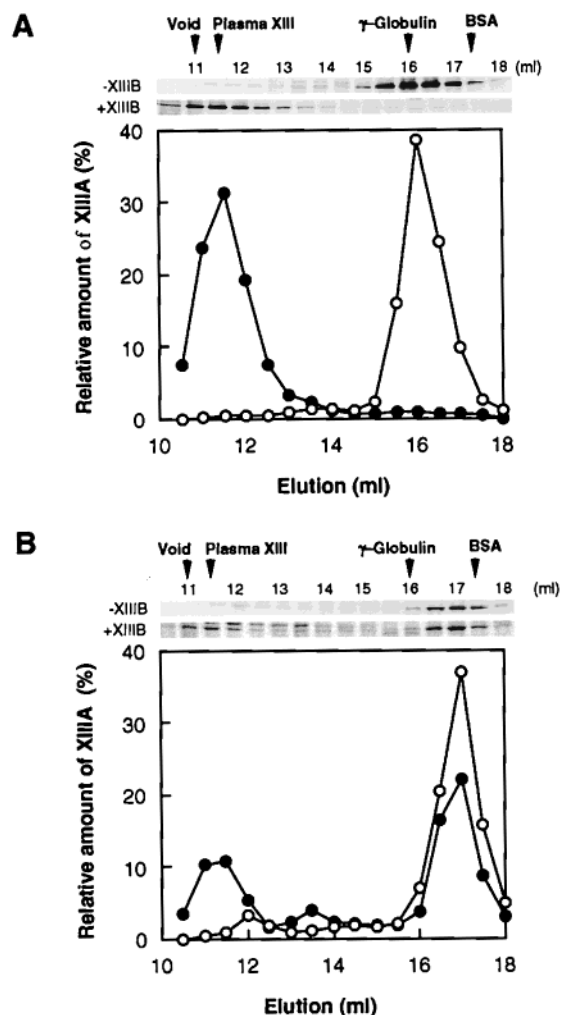 A
Void Plasma XIII γ-Globulin BSA
11 12 13 14 15 16 17 18 (ml)
-XIIIB
+XIIIB
40
30
20
10
0
Relative amount of XIIIA (%)
10 12 14 16 18
Elution (ml)
B
Void Plasma XIII γ-Globulin BSA
11 12 13 14 15 16 17 18 (ml)
-XIIIB
+XIIIB
40
30
20
10
0
Relative amount of XIIIA (%)
10 12 14 16 18
Elution (ml)